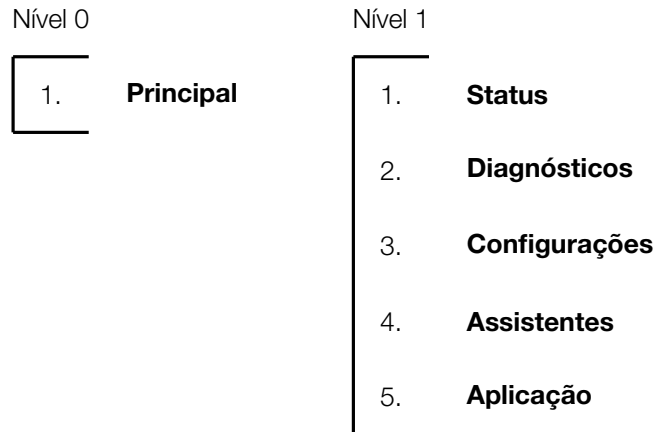 Nível 0 Nível 1
1. Principal 1. Status
2. Diagnósticos
3. Configurações
4. Assistentes
5. Aplicação